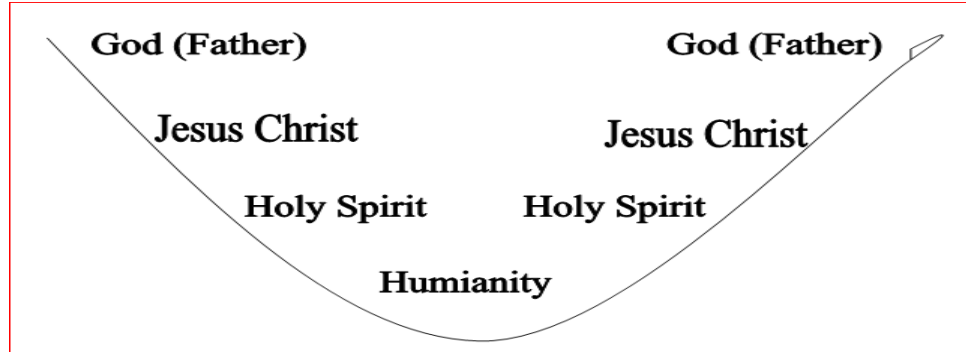 God (Father) God (Father)
Jesus Christ Jesus Christ
Holy Spirit Holy Spirit
Humianity